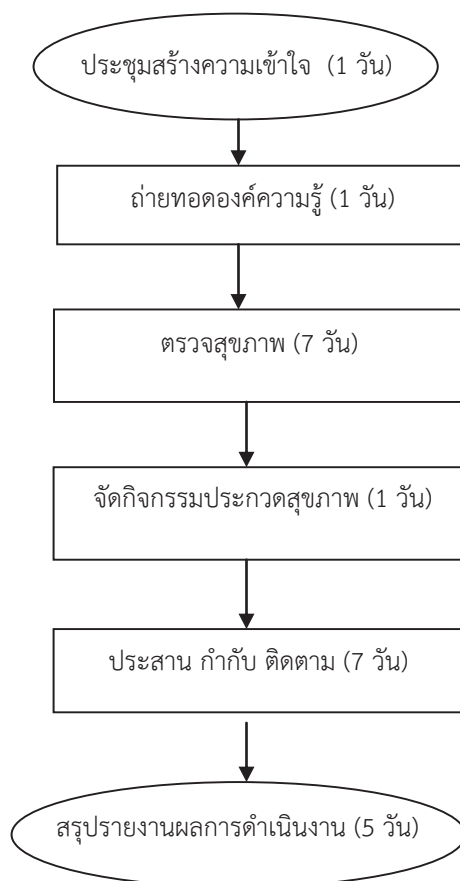 ประชุมสร้างความเข้าใจ (1 วัน)
ถ่ายทอดองค์ความรู้ (1 วัน)
ตรวจสุขภาพ (7 วัน)
จัดกิจกรรมประกวดสุขภาพ (1 วัน)
ประสาน กำกับ ติดตาม (7 วัน)
สรุปรายงานผลการดำเนินงาน (5 วัน)